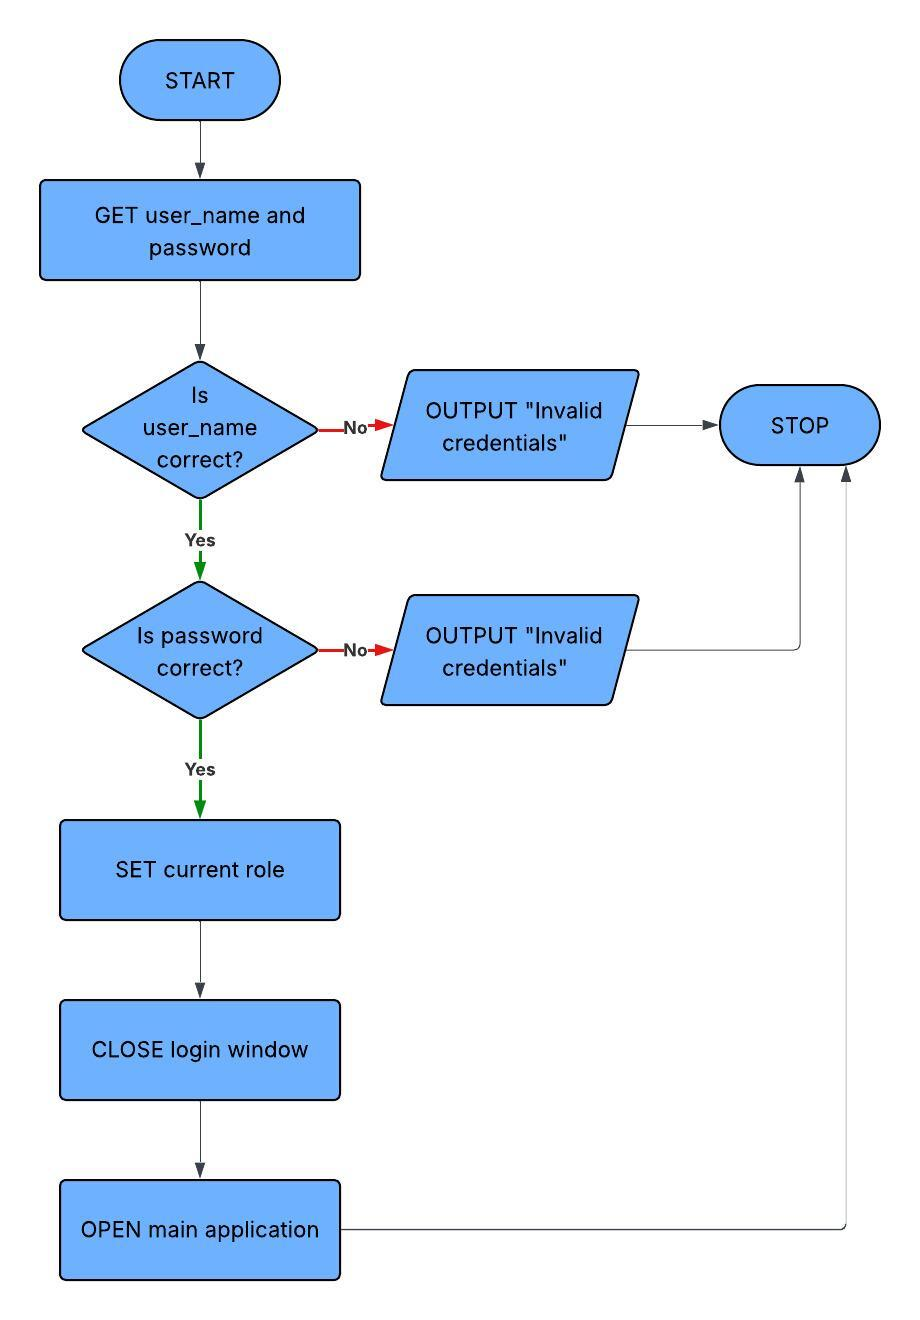 START
GET user_name and
password
Is
user_name
correct?
No
OUTPUT "Invalid
credentials"
STOP
Yes
Is password
correct?
No
OUTPUT "Invalid
credentials"
Yes
SET current role
CLOSE login window
OPEN main application